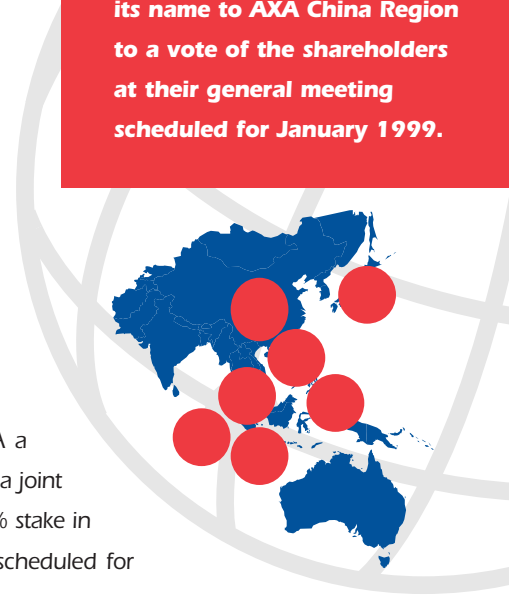 its name to AXA China Region
to a vote of the shareholders
at their general meeting
scheduled for January 1999.
A a
a joint
% stake in
scheduled for